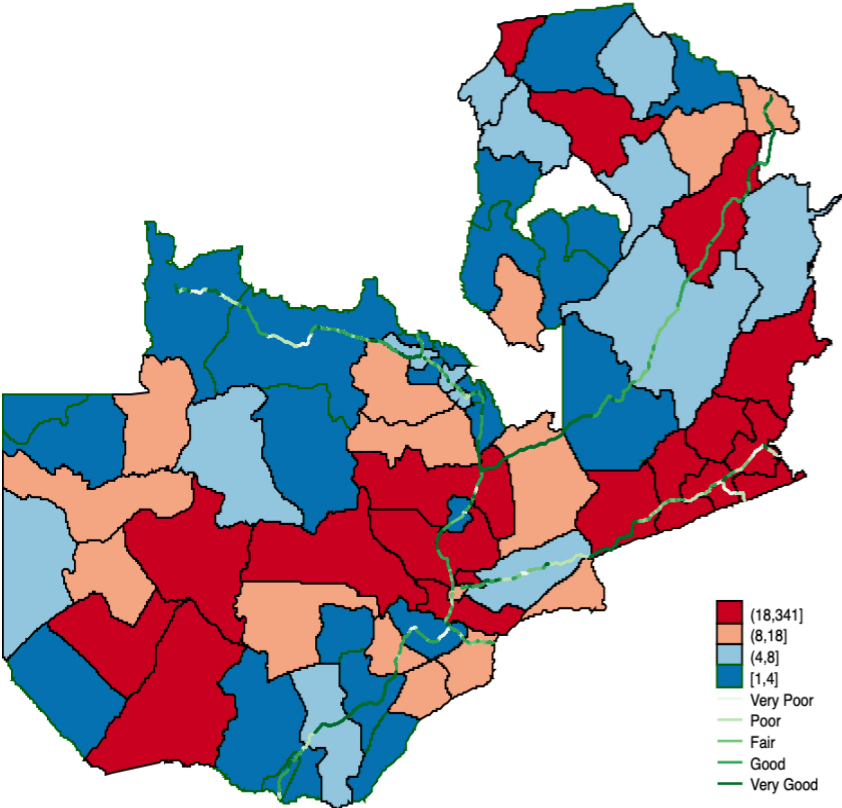 (18,341]
(8,18]
(4,8]
[1,4]
Very Poor
Poor
Fair
Good
Very Good